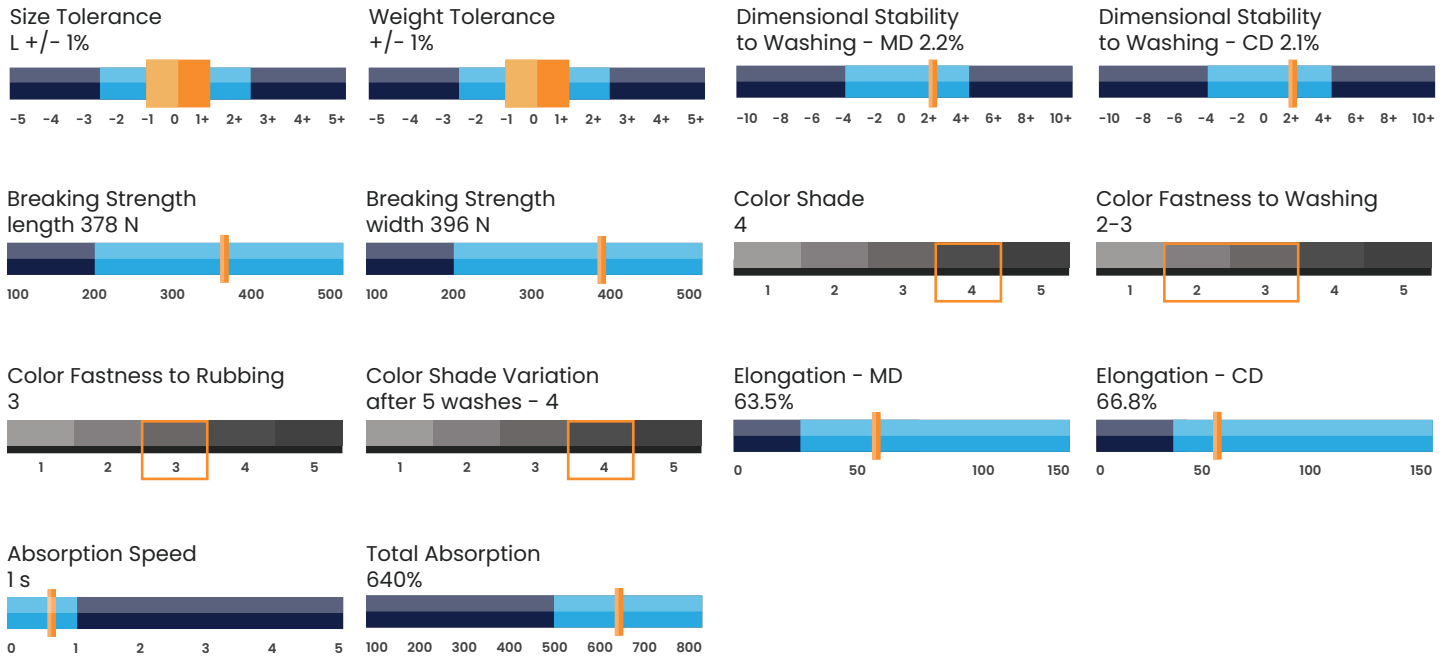 Size Tolerance
L +/- 1%
-5 -4 -3 -2 -1 0 1+ 2+ 3+ 4+ 5+
Weight Tolerance
+/- 1%
-5 -4 -3 -2 -1 0 1+ 2+ 3+ 4+ 5+
Dimensional Stability
to Washing - MD 2.2%
-10 -8 -6 -4 -2 0 2+ 4+ 6+ 8+ 10+
Dimensional Stability
to Washing - CD 2.1%
-10 -8 -6 -4 -2 0 2+ 4+ 6+ 8+ 10+
Breaking Strength
length 378 N
100 200 300 400 500
Breaking Strength
width 396 N
100 200 300 400 500
Color Shade
4
1 2 3 4 5
Color Fastness to Washing
2-3
1 2 3 4 5
Color Fastness to Rubbing
3
1 2 3 4 5
Color Shade Variation
after 5 washes - 4
1 2 3 4 5
Elongation - MD
63.5%
0 50 100 150
Elongation - CD
66.8%
0 50 100 150
Absorption Speed
1 s
0 1 2 3 4 5
Total Absorption
640%
100 200 300 400 500 600 700 800